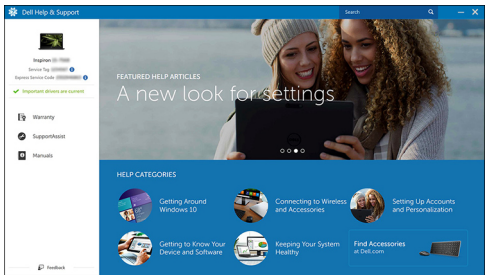 Dell Help & Support
Search
Inspiron
Service Tag
Express Service Code
Important drivers are current
Warranty
SupportAssist
Manuals
Feedback
FEATURED HELP ARTICLES
A new look for settings
HELP CATEGORIES
Getting Around
Windows 10
Connecting to Wireless
and Accessories
Setting Up Accounts
and Personalization
Getting to Know Your
Device and Software
Keeping Your System
Healthy
Find Accessories
at Dell.com